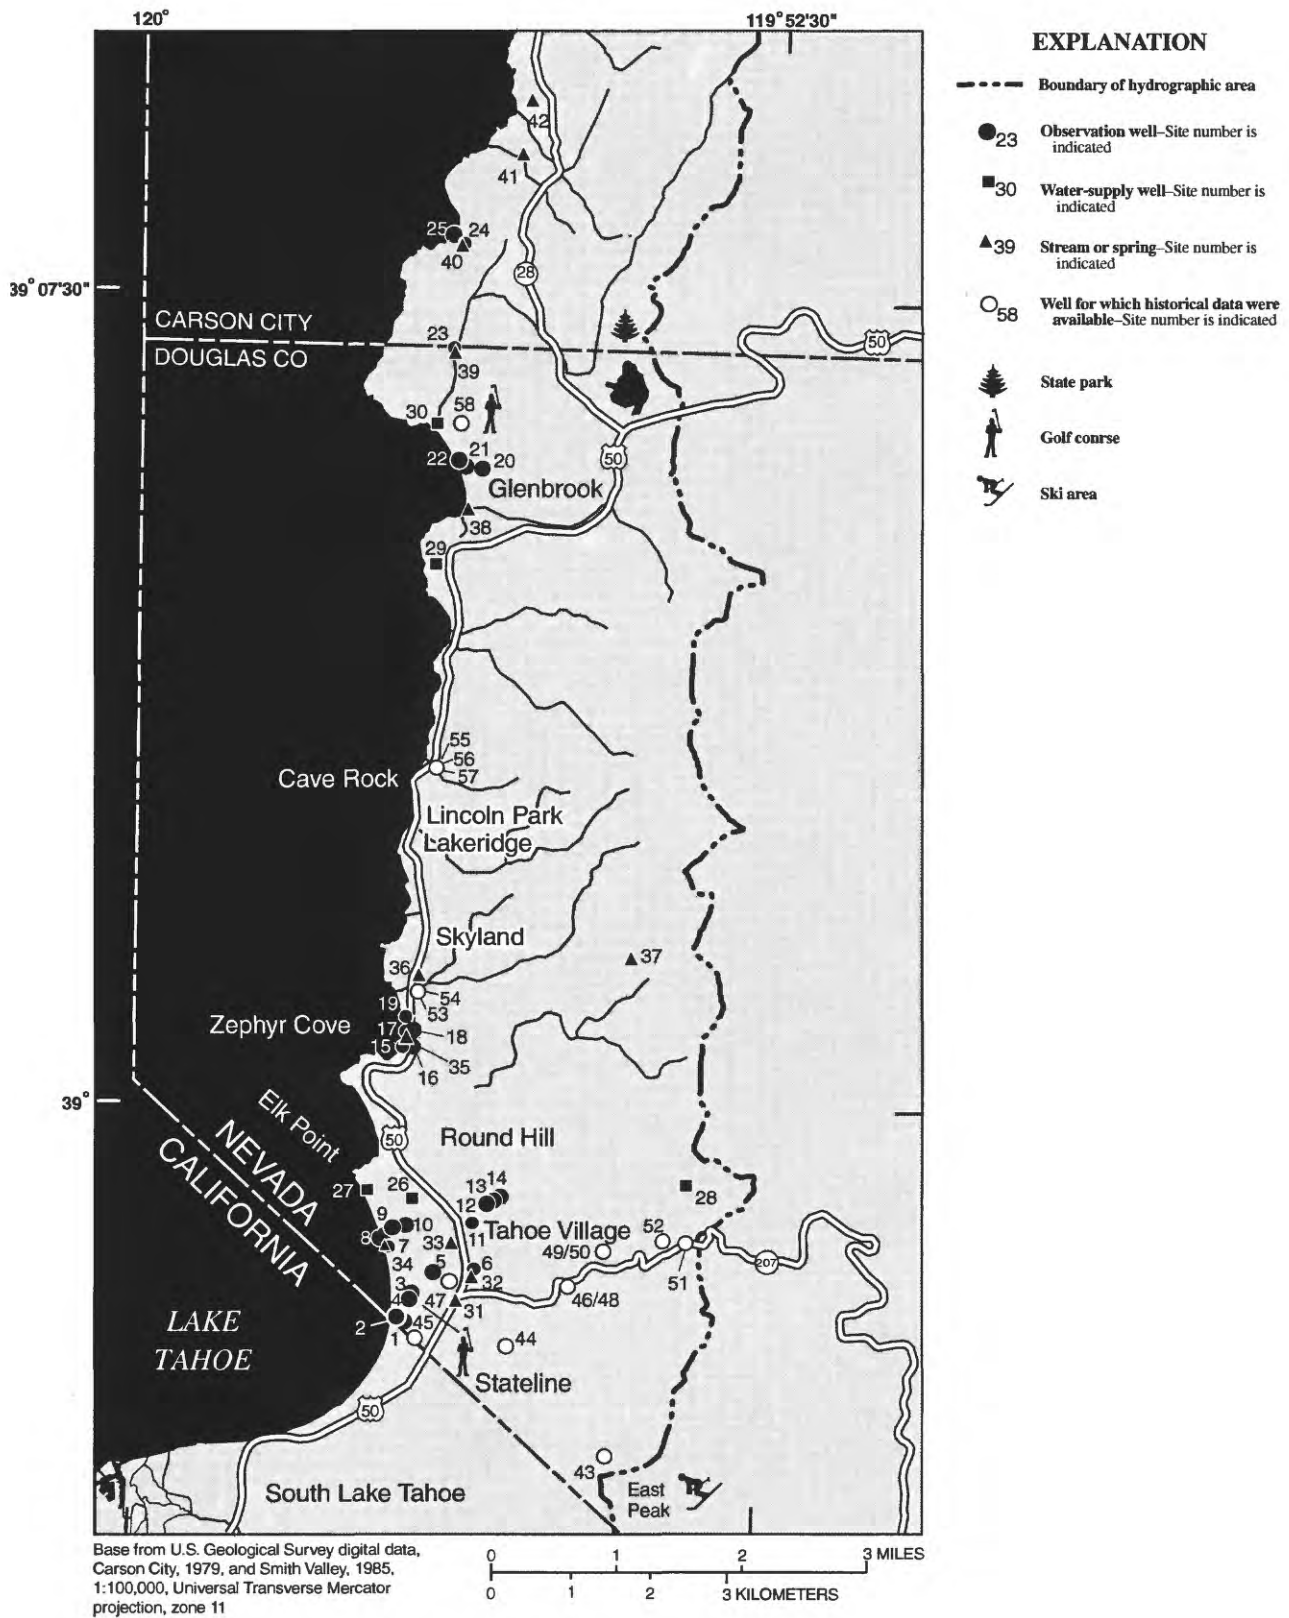 120°
119°52'30"
EXPLANATION
Boundary of hydrographic area
23
Observation well–Site number is
indicated
30
Water-supply well–Site number is
indicated
39
Stream or spring–Site number is
indicated
58
Well for which historical data were
available–Site number is indicated
State park
Golf conrse
Ski area
42
41
25
24
40
28
39° 07'30"
CARSON CITY
DOUGLAS CO
23
50
39
30
58
22
21
20
50
Glenbrook
38
29
55
56
57
Cave Rock
Lincoln Park
Lakeridge
Skyland
36
37
54
53
19
Zephyr Cove
17
18
15
35
16
39°
Elk Point
50
Round Hill
NEVADA
CALIFORNIA
27
26
13
14
12
28
9
10
11
Tahoe Village
52
8
7
33
49/50
51
207
34
5
6
32
3
4
47
31
46/48
2
1
45
44
LAKE
TAHOE
Stateline
50
43
East
Peak
South Lake Tahoe
Base from U.S. Geological Survey digital data,
Carson City, 1979, and Smith Valley, 1985,
1:100,000, Universal Transverse Mercator
projection, zone 11
0 1 2 3 MILES
0 1 2 3 KILOMETERS